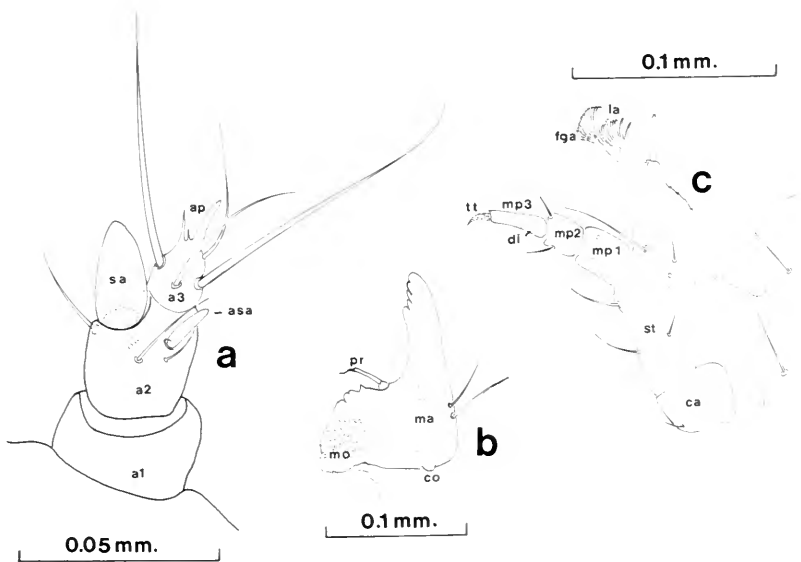 0.1 mm.
la
fga
c
ap
tt
mp3
mp2
di
mp1
sa
a3
asa
a
st
pr
a2
ca
ma
b
mo
co
a1
0.1 mm.
0.05 mm.